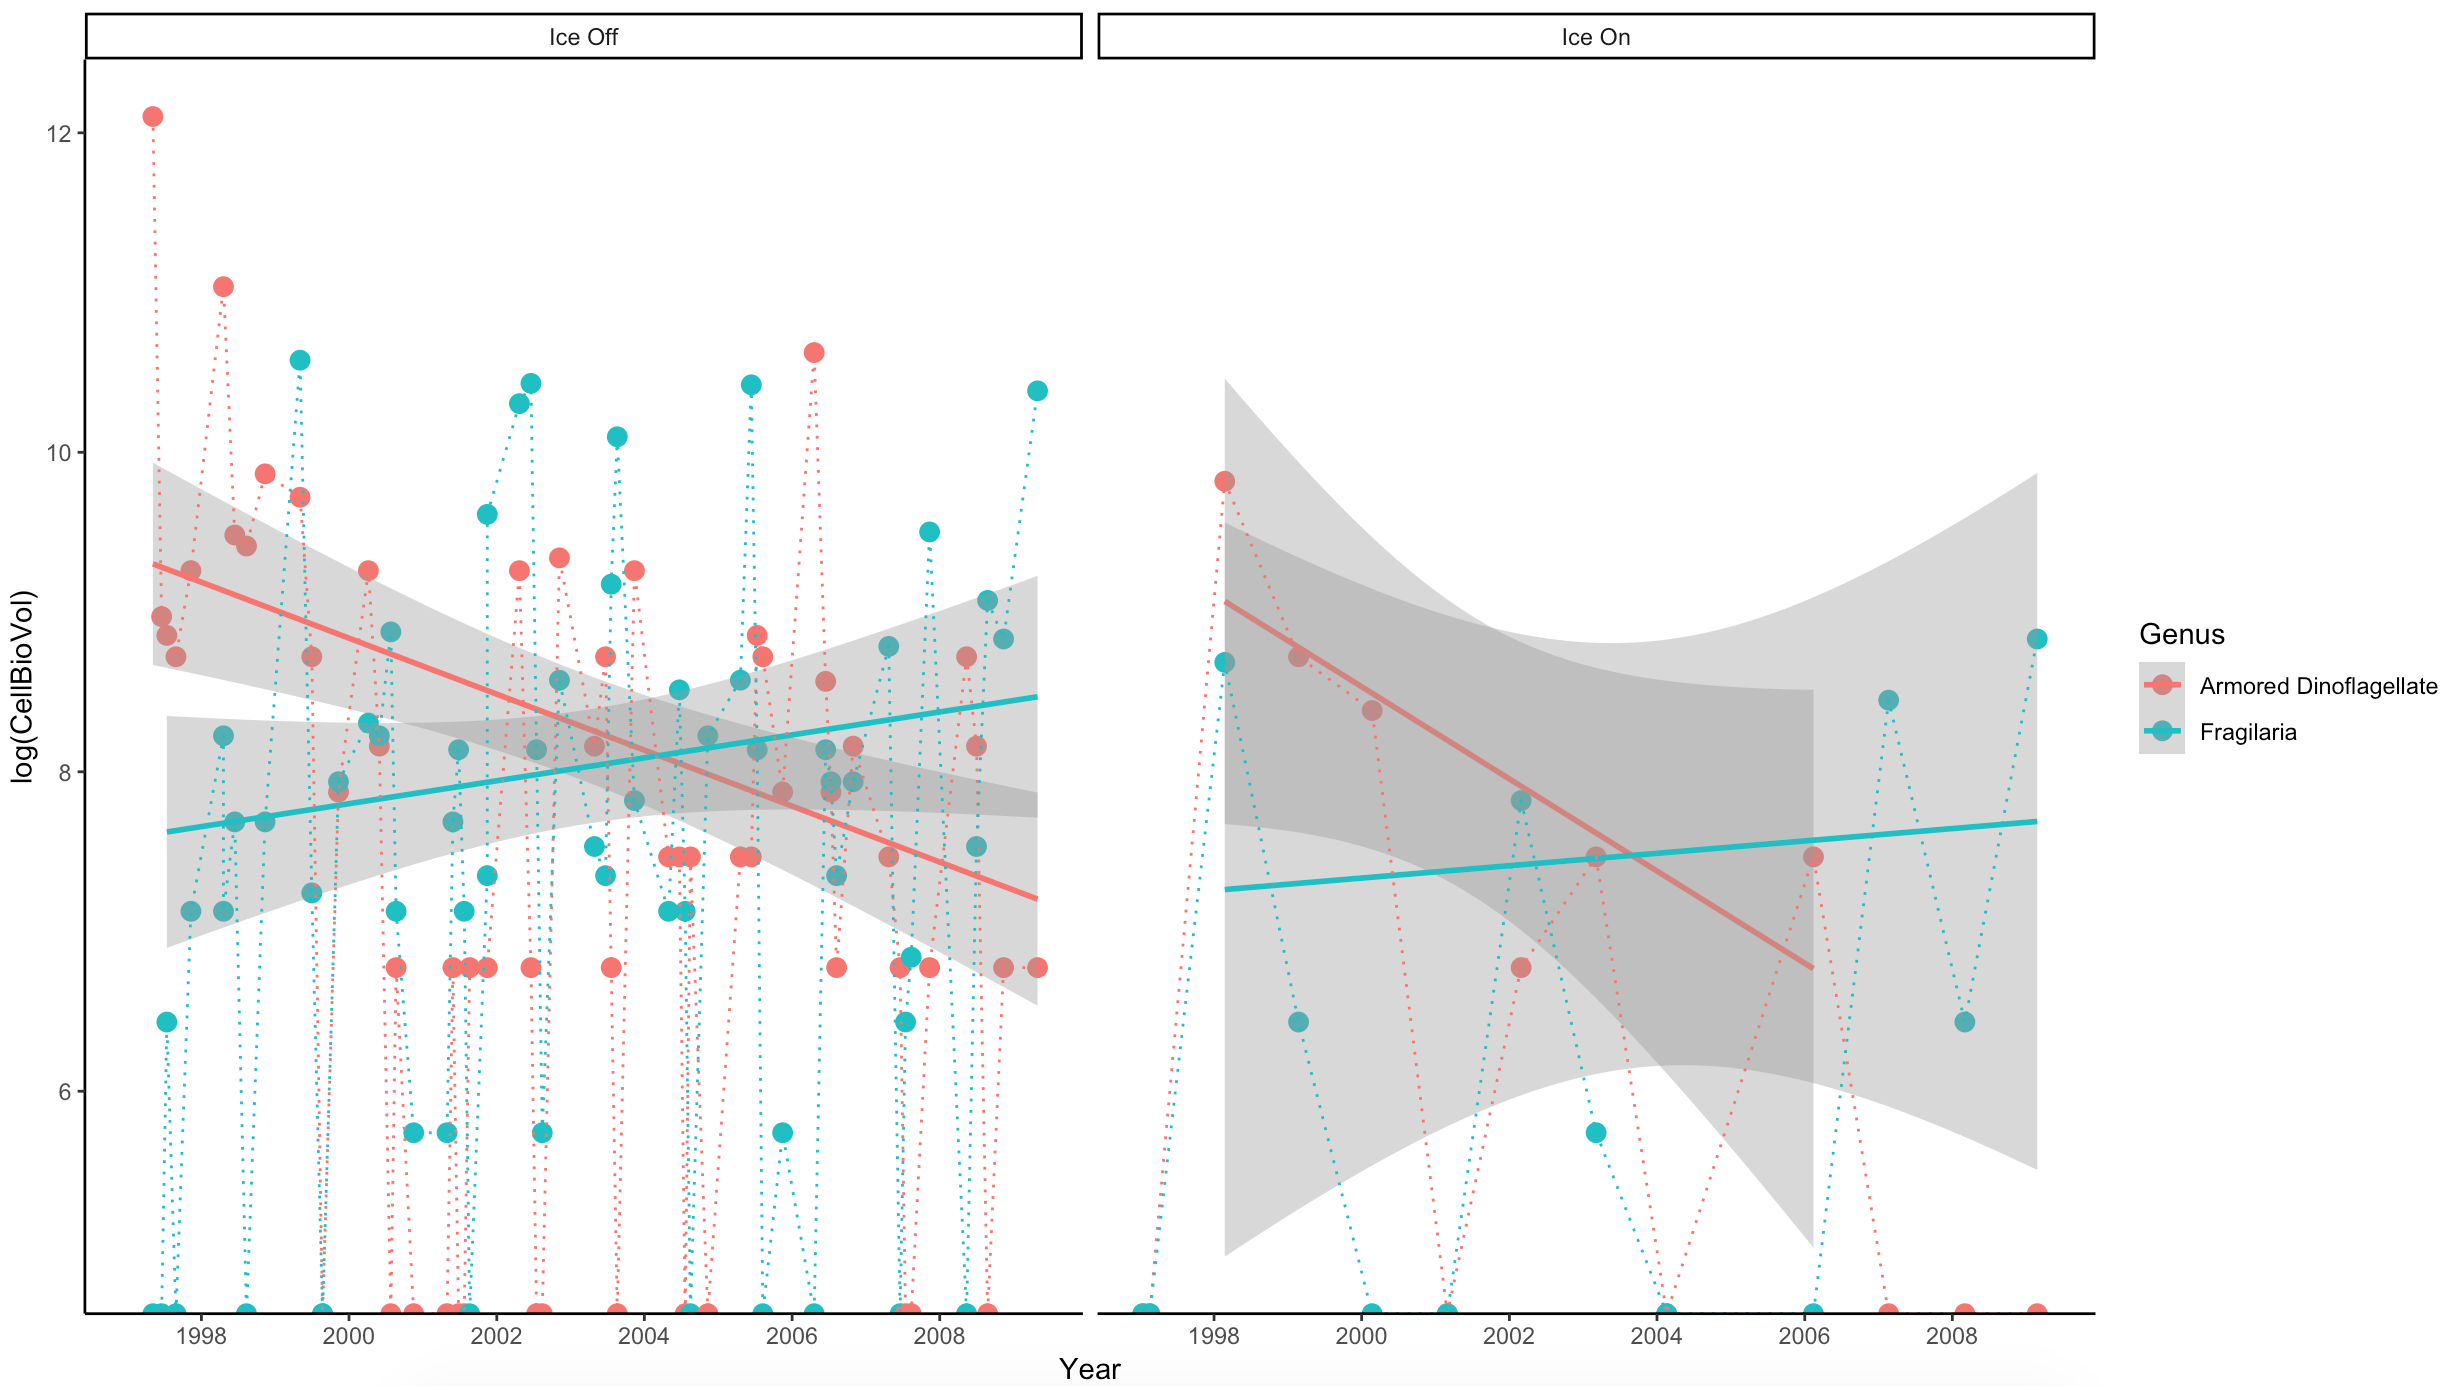 Ice Off
Ice On
12
10
8
6
log(CellBioVol)
1998 2000 2002 2004 2006 2008
1998 2000 2002 2004 2006 2008
Year
Genus
Armored Dinoflagellate
Fragilaria